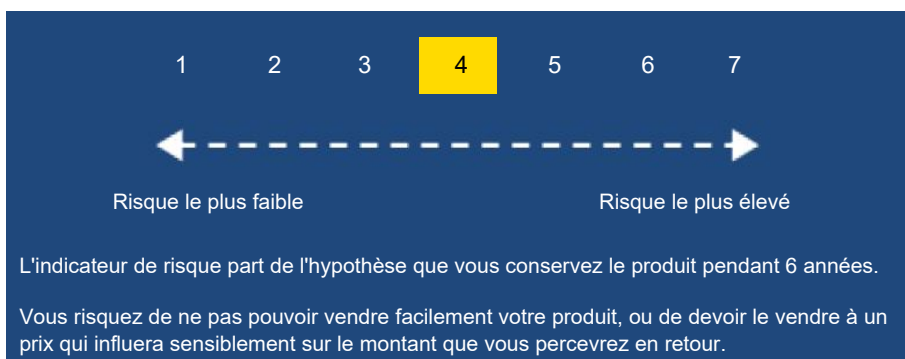 1 2 3 4 5 6 7
Risque le plus faible Risque le plus élevé
L'indicateur de risque part de l'hypothèse que vous conservez le produit pendant 6 années.
Vous risquez de ne pas pouvoir vendre facilement votre produit, ou de devoir le vendre à un
prix qui influera sensiblement sur le montant que vous percevrez en retour.